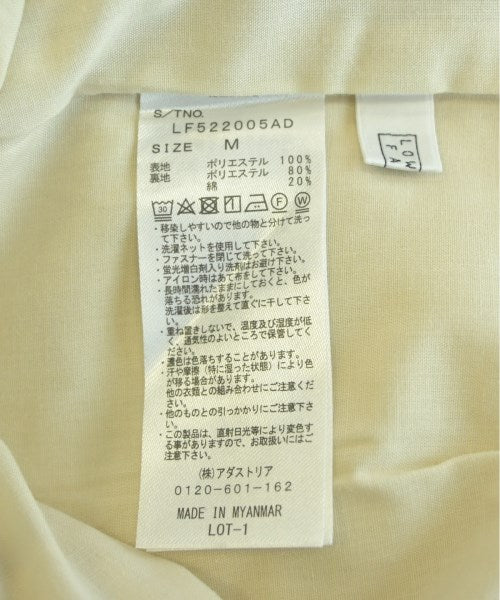 S/TNO.
LF522005AD
SIZE M
表地 ポリエステル 100%
裏地 ポリエステル 80%
綿 20%
30 F W
・移染しやすいので他の物と分けて洗っ
て下さい。
・洗濯ネットを使用して下さい。
・ファスナーを閉じて洗って下さい。
・蛍光増白剤入り洗剤はお避け下さい。
・アイロン時はあて布をして下さい。
・長時間濡れたままにしておくと、色が
落ちる恐れがあります。
洗濯後は形を整えて直ぐに干して下さ
い。
・重ね置きしないで、温度及び湿度が低
く、通気性のよいところで保管してく
ださい。
・濃色は色落ちすることがあります。
・汗や摩擦（特に湿った状態）により色
が移る場合があります。
他の衣類との組み合わせにご注意くだ
さい。
・他のものとの引っかかりにご注意下さ
い。
・この製品は、直射日光等により変色す
る事がありますので、お取扱いにはご
注意下さい。
(株)アダストリア
0120-601-162
MADE IN MYANMAR
LOT-1
LOW
FA